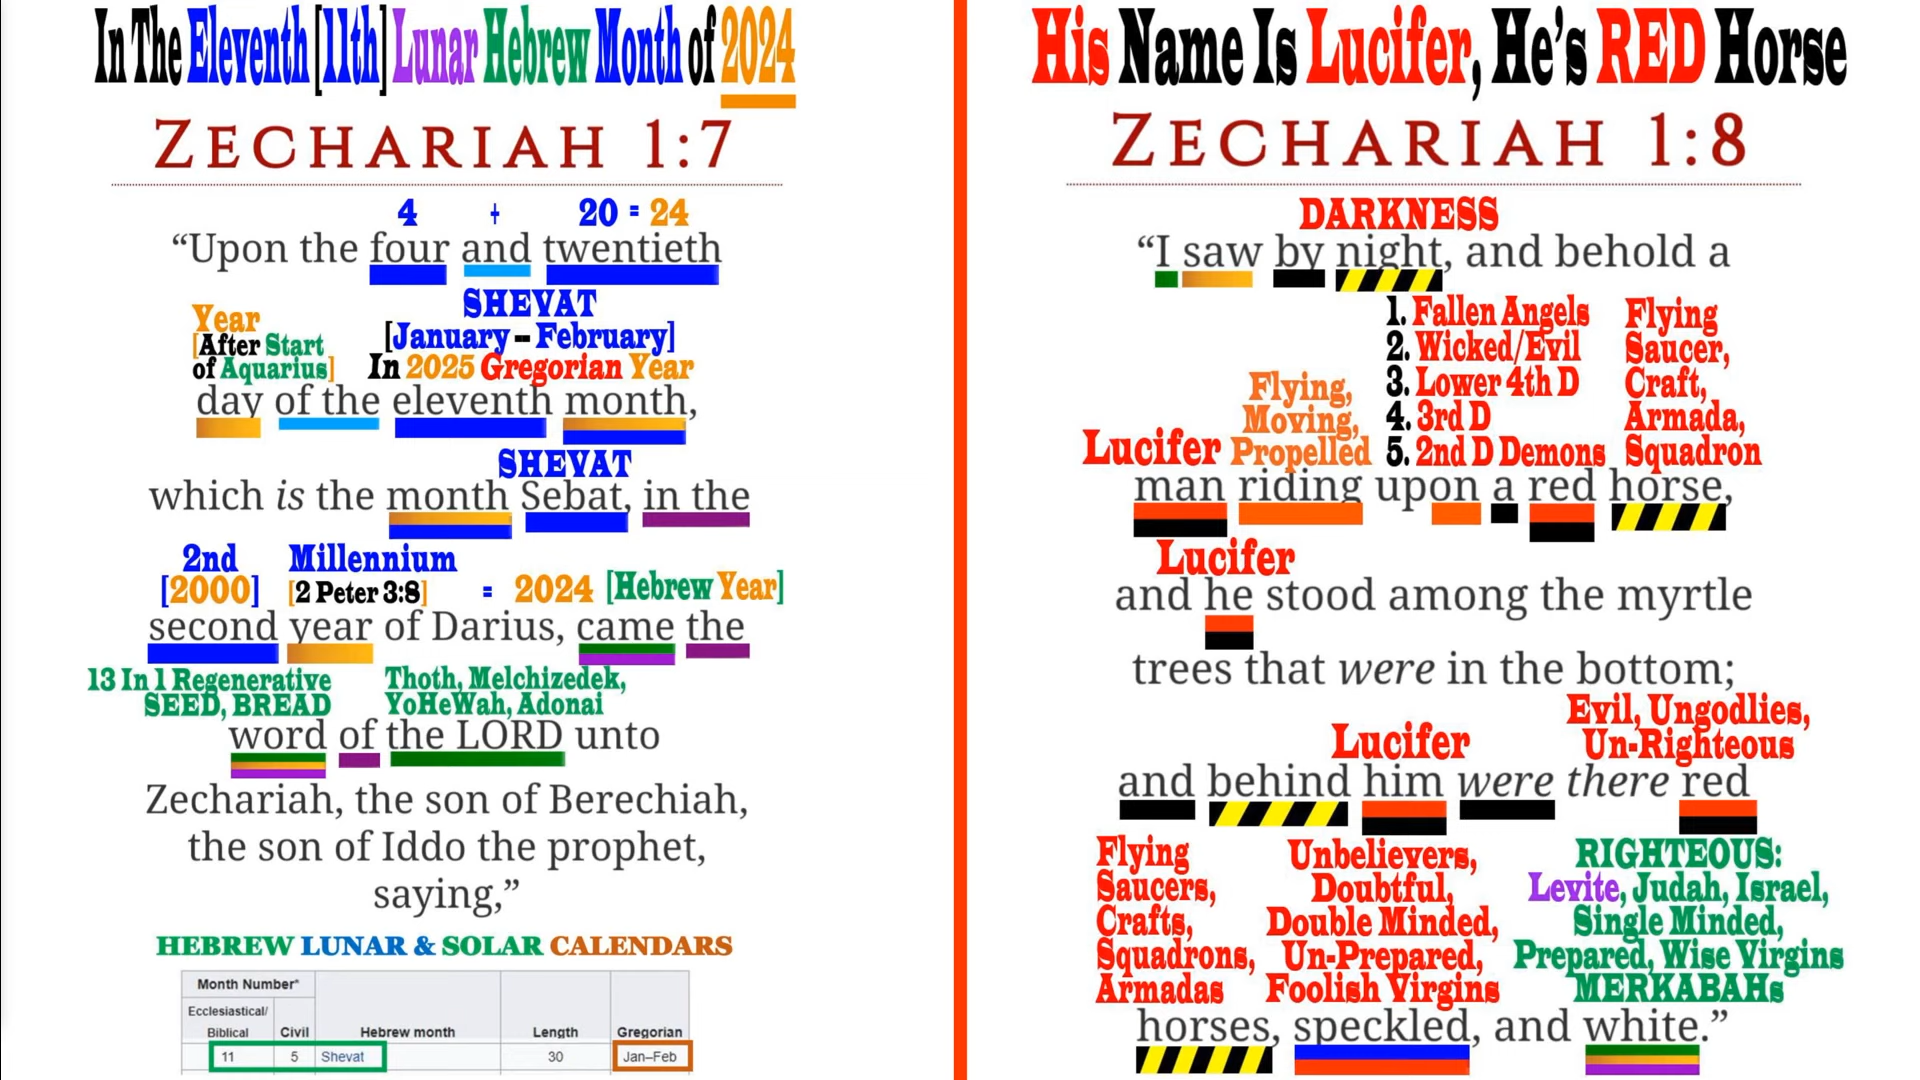 In The Eleventh [11th] Lunar Hebrew Month of 2024
ZECHARIAH 1:7
4 + 20 = 24
“Upon the four and twentieth
SHEVAT
Year
[After Start
of Aquarius]
[January – February]
In 2025 Gregorian Year
day of the eleventh month,
SHEVAT
which is the month Sebat, in the
2nd Millennium
[2000] [2 Peter 3:8] = 2024 [Hebrew Year]
second year of Darius, came the
13 In 1 Regenerative
SEED, BREAD
Thoth, Melchizedek,
YoHeWah, Adonai
word of the LORD unto
Zechariah, the son of Berechiah,
the son of Iddo the prophet,
saying,”
HEBREW LUNAR & SOLAR CALENDARS
Month Number*
Ecclesiastical/
Biblical Civil Hebrew month Length Gregorian
11 5 Shevat 30 Jan–Feb
His Name Is Lucifer, He's RED Horse
ZECHARIAH 1:8
DARKNESS
“I saw by night, and behold a
Lucifer
Flying,
Moving,
Propelled
1. Fallen Angels
2. Wicked/Evil
3. Lower 4th D
4. 3rd D
5. 2nd D Demons
Flying
Saucer,
Craft,
Armada,
Squadron
man riding upon a red horse,
Lucifer
and he stood among the myrtle
trees that were in the bottom;
Lucifer
Evil, Ungodlies,
Un-Righteous
and behind him were there red
Flying
Saucers,
Crafts,
Squadrons,
Armadas
Unbelievers,
Doubtful,
Double Minded,
Un-Prepared,
Foolish Virgins
RIGHTEOUS:
Levite, Judah, Israel,
Single Minded,
Prepared, Wise Virgins
MERKABAHs
horses, speckled, and white.”